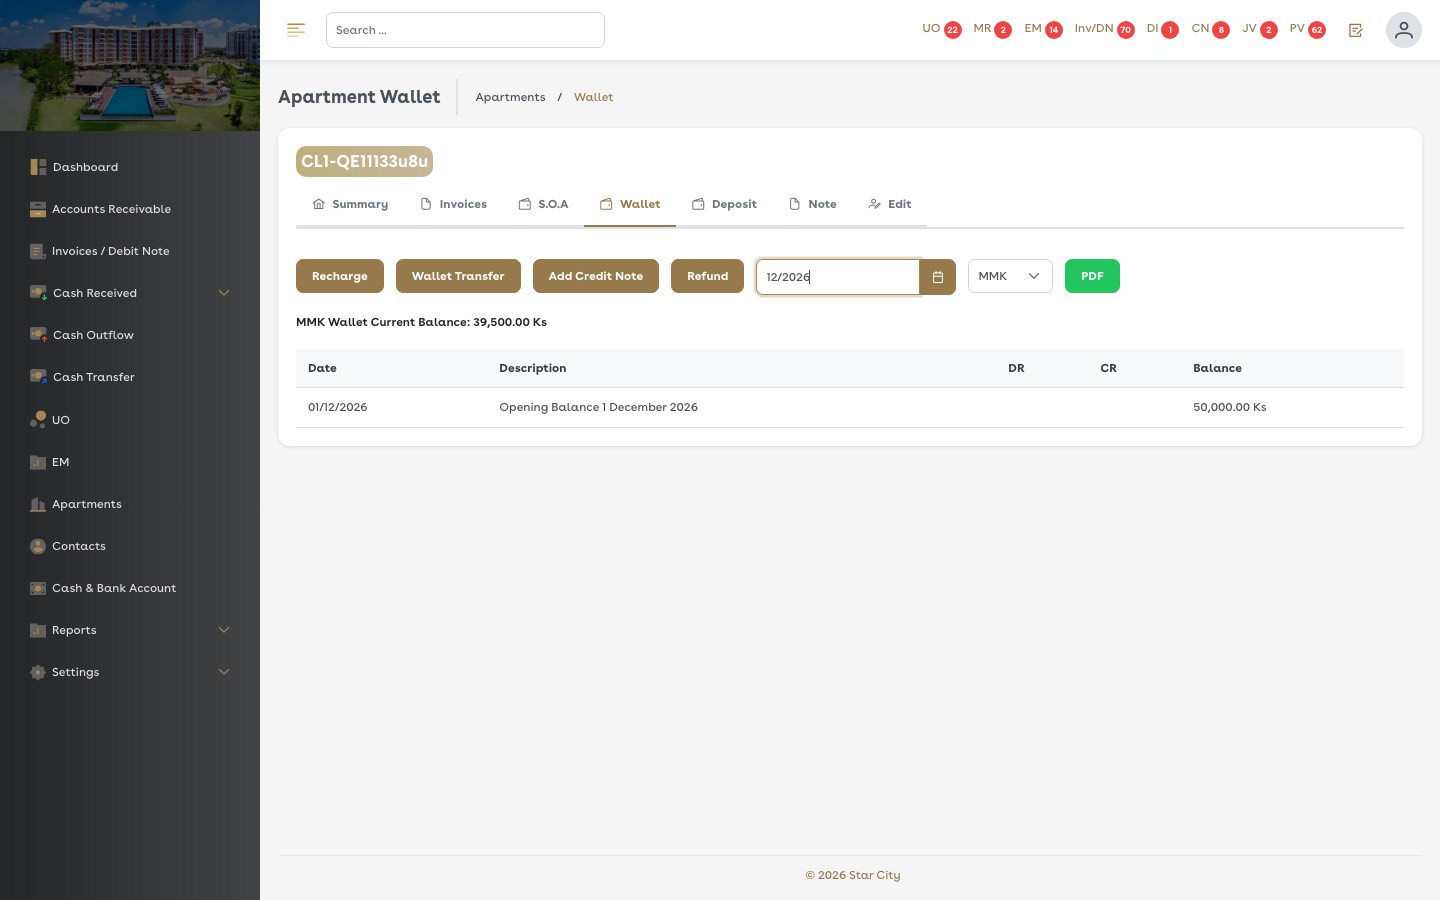 Search ...
UO 22 MR 2 EM 14 Inv/DN 70 DI 1 CN 8 JV 2 PV 62
Apartment Wallet
Apartments / Wallet
Dashboard
Accounts Receivable
Invoices / Debit Note
Cash Received
Cash Outflow
Cash Transfer
UO
EM
Apartments
Contacts
Cash & Bank Account
Reports
Settings
CL1-QE11133u8u
Summary Invoices S.O.A Wallet Deposit Note Edit
Recharge Wallet Transfer Add Credit Note Refund 12/2026 MMK PDF
MMK Wallet Current Balance: 39,500.00 Ks
Date Description DR CR Balance
01/12/2026 Opening Balance 1 December 2026 50,000.00 Ks
© 2026 Star City